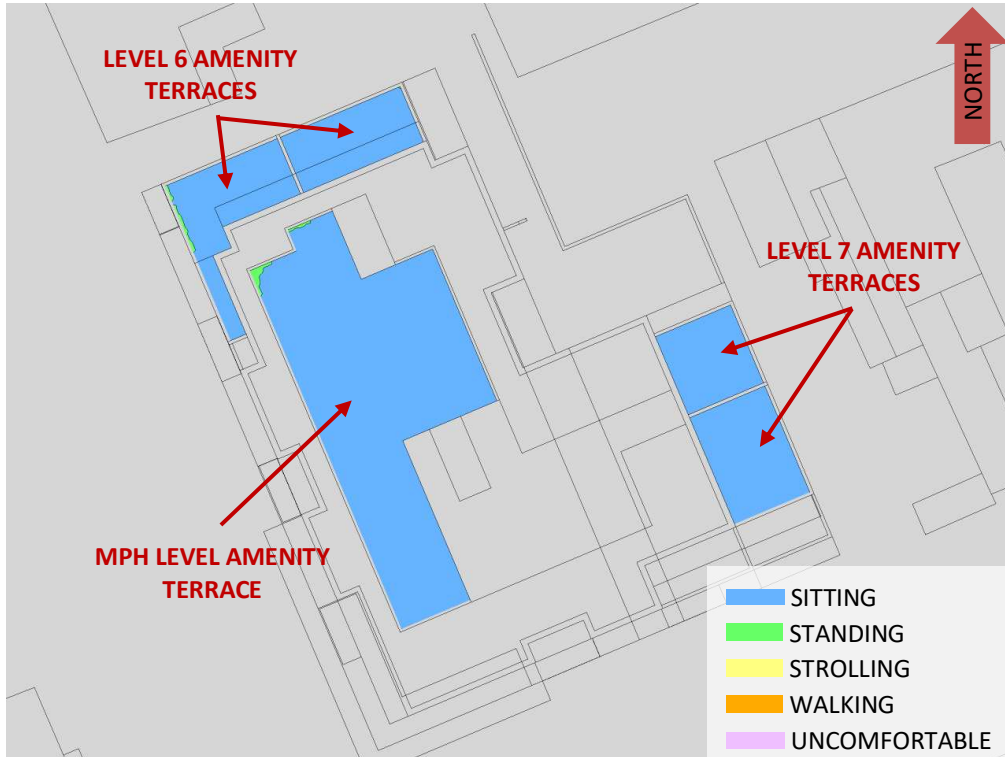 LEVEL 6 AMENITY
TERRACES
NORTH
LEVEL 7 AMENITY
TERRACES
MPH LEVEL AMENITY
TERRACE
SITTING
STANDING
STROLLING
WALKING
UNCOMFORTABLE